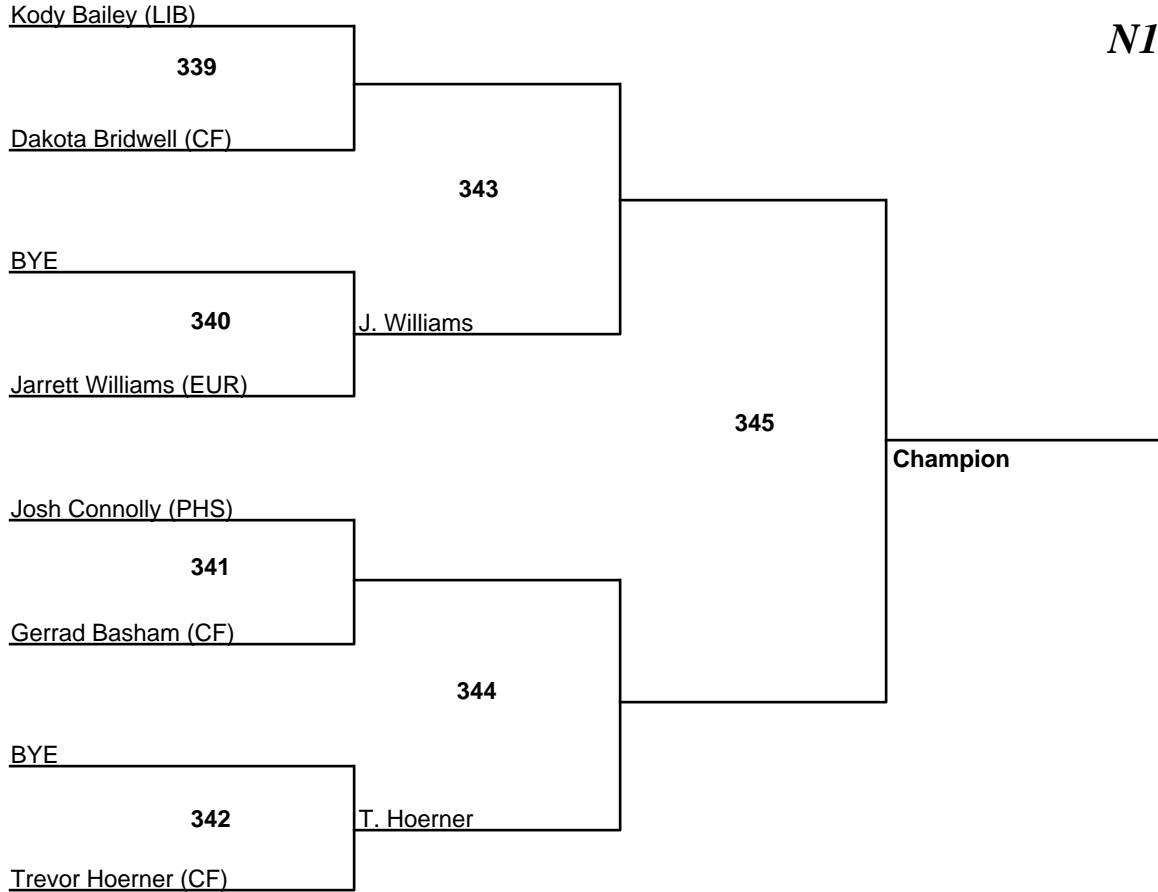 Kody Bailey (LIB)
N1
339
Dakota Bridwell (CF)
343
BYE
340
J. Williams
Jarrett Williams (EUR)
345
Champion
Josh Connolly (PHS)
341
Gerrad Basham (CF)
344
BYE
342
T. Hoerner
Trevor Hoerner (CF)